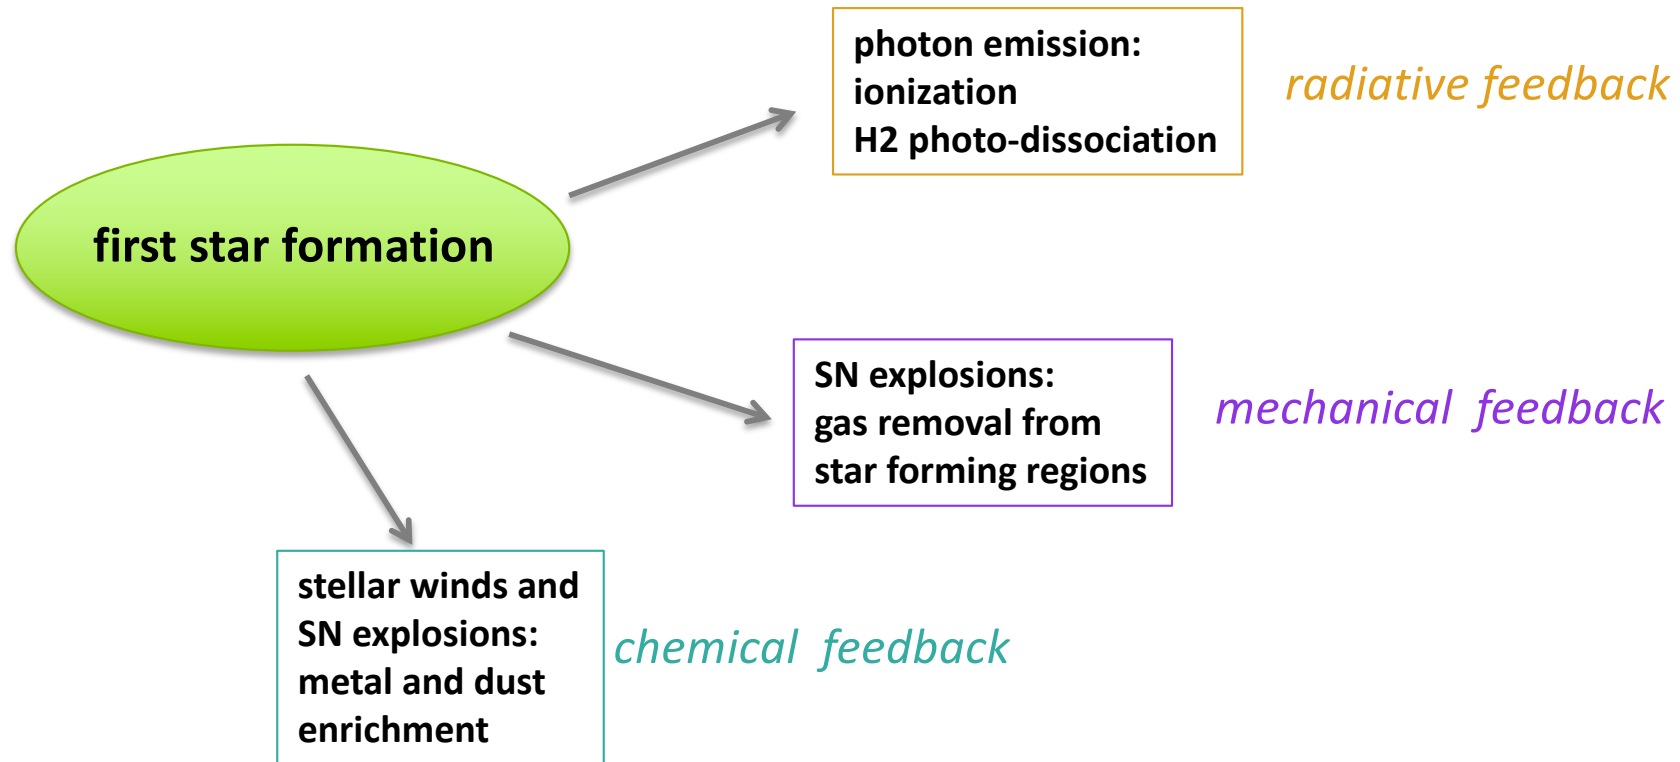 photon emission:
ionization
H2 photo-dissociation
radiative feedback
first star formation
SN explosions:
gas removal from
star forming regions
mechanical feedback
stellar winds and
SN explosions:
metal and dust
enrichment
chemical feedback